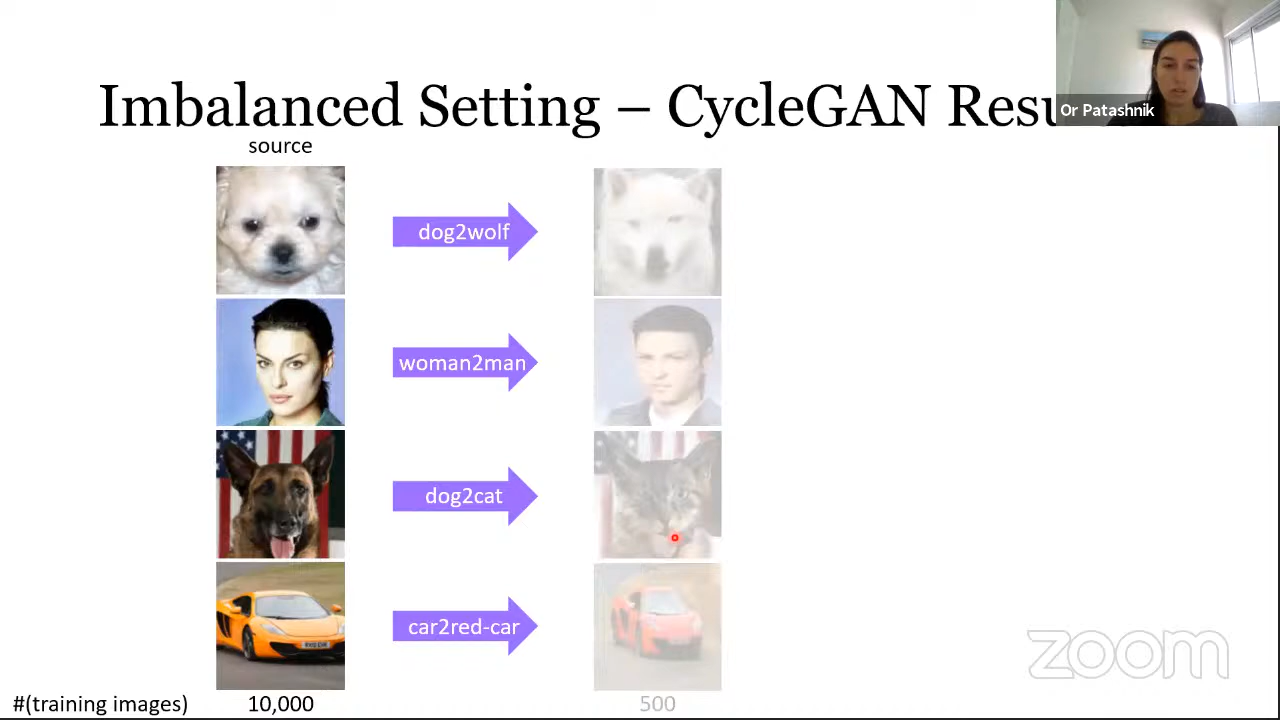 Imbalanced Setting – CycleGAN Resu
Or Patashnik
source
dog2wolf
woman2man
dog2cat
car2red-car
zoom
#(training images) 10,000 500